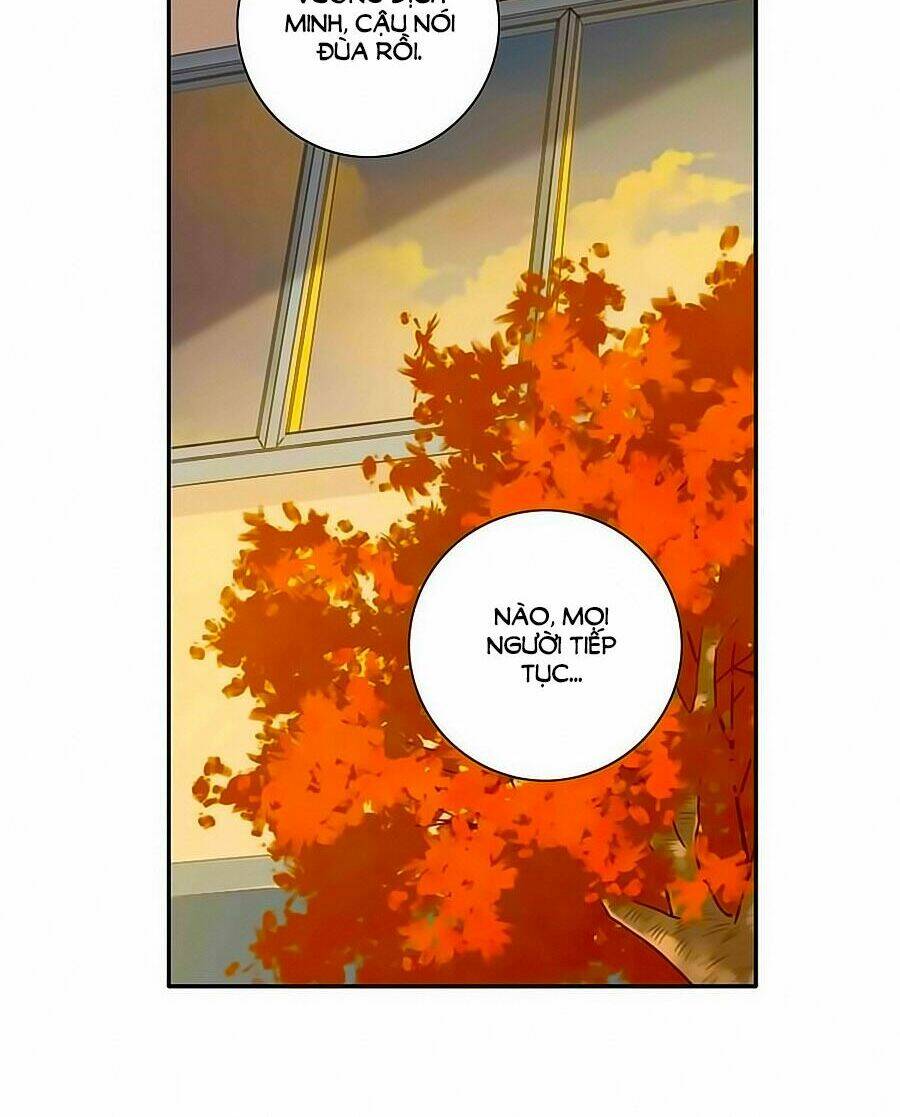 MINH, CẬU NÓI
ĐÙA RỒI.
NÀO, MỌI
NGƯỜI TIẾP
TỤC...